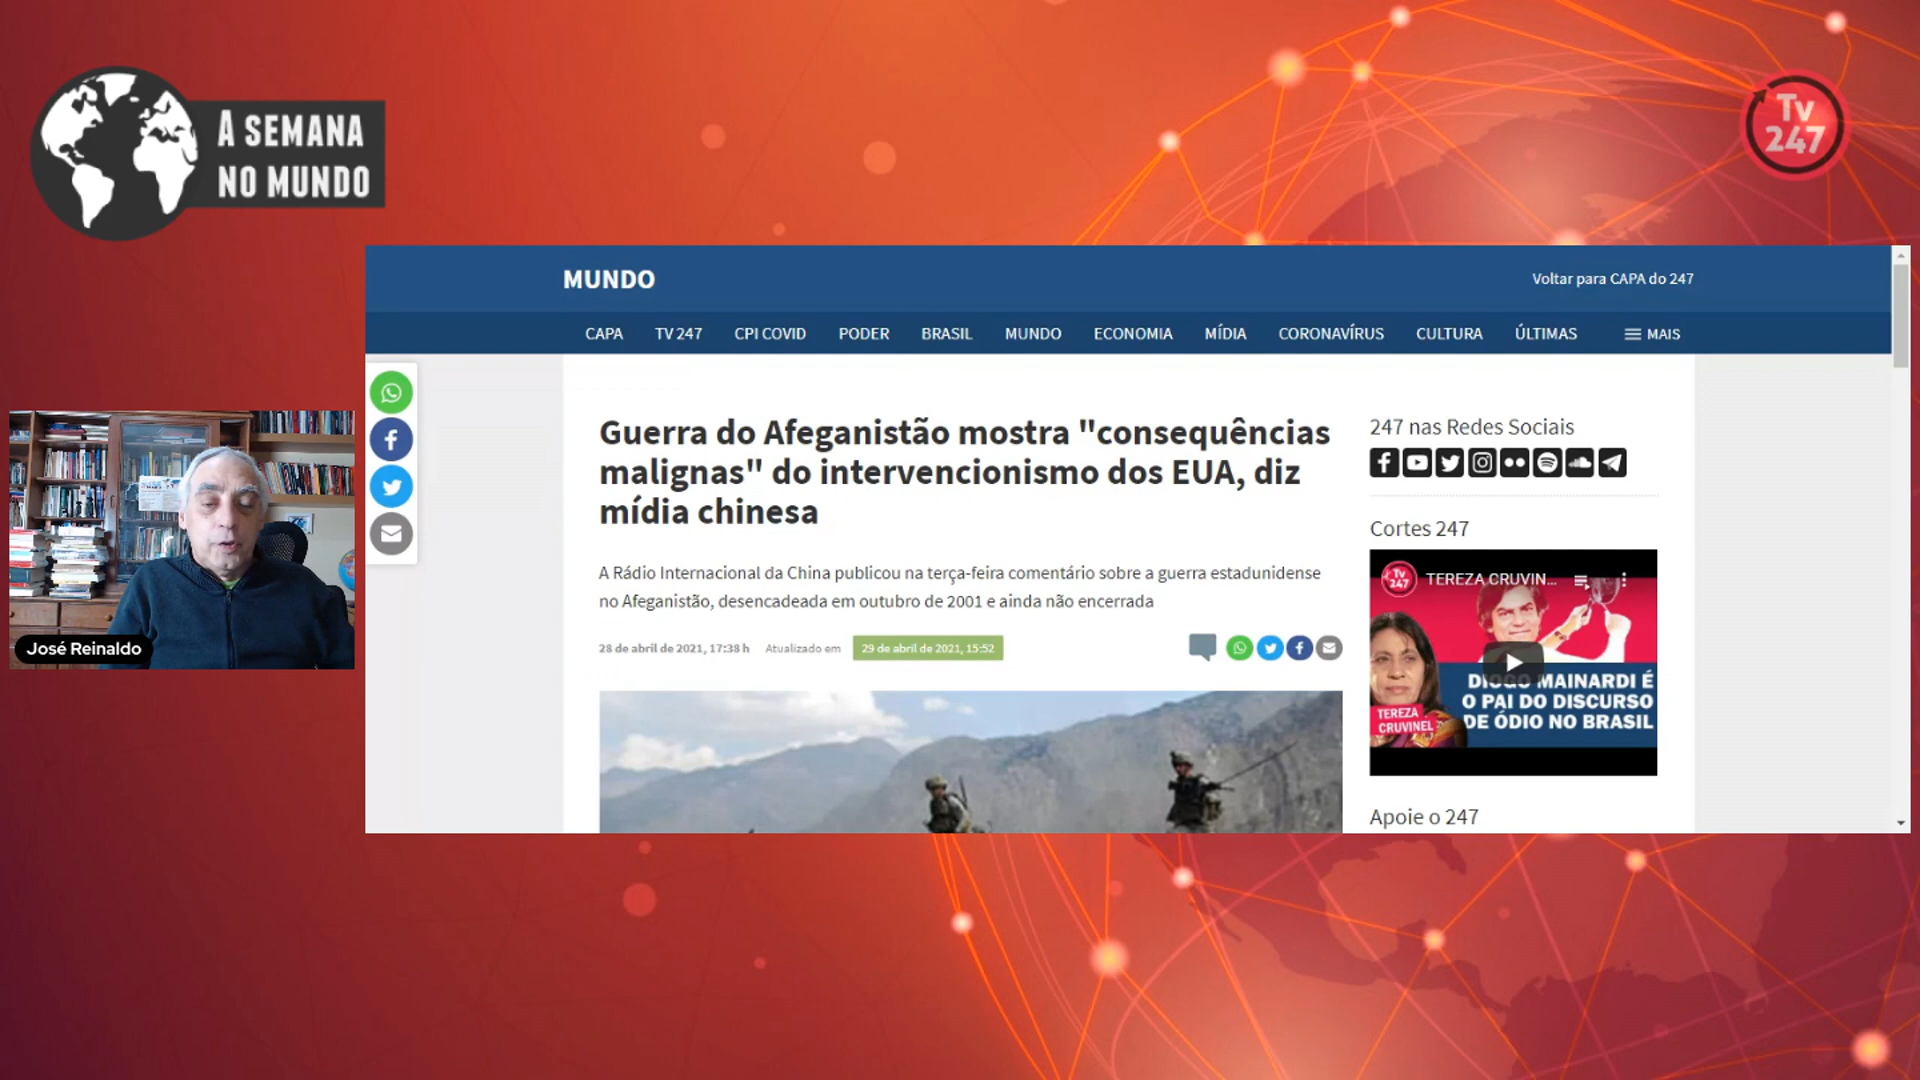 A SEMANA
NO MUNDO
Tv
247
MUNDO
Voltar para CAPA do 247
CAPA TV 247 CPI COVID PODER BRASIL MUNDO ECONOMIA MÍDIA CORONAVÍRUS CULTURA ÚLTIMAS MAIS
Guerra do Afeganistão mostra "consequências
malignas" do intervencionismo dos EUA, diz
mídia chinesa
A Rádio Internacional da China publicou na terça-feira comentário sobre a guerra estadunidense
no Afeganistão, desencadeada em outubro de 2001 e ainda não encerrada
28 de abril de 2021, 17:38 h Atualizado em 29 de abril de 2021, 15:52
247 nas Redes Sociais
Cortes 247
Tv
247
TEREZA CRUVIN...
DIOGO MAINARDI É
O PAI DO DISCURSO
DE ÓDIO NO BRASIL
TEREZA
CRUVINEL
Apoie o 247
José Reinaldo